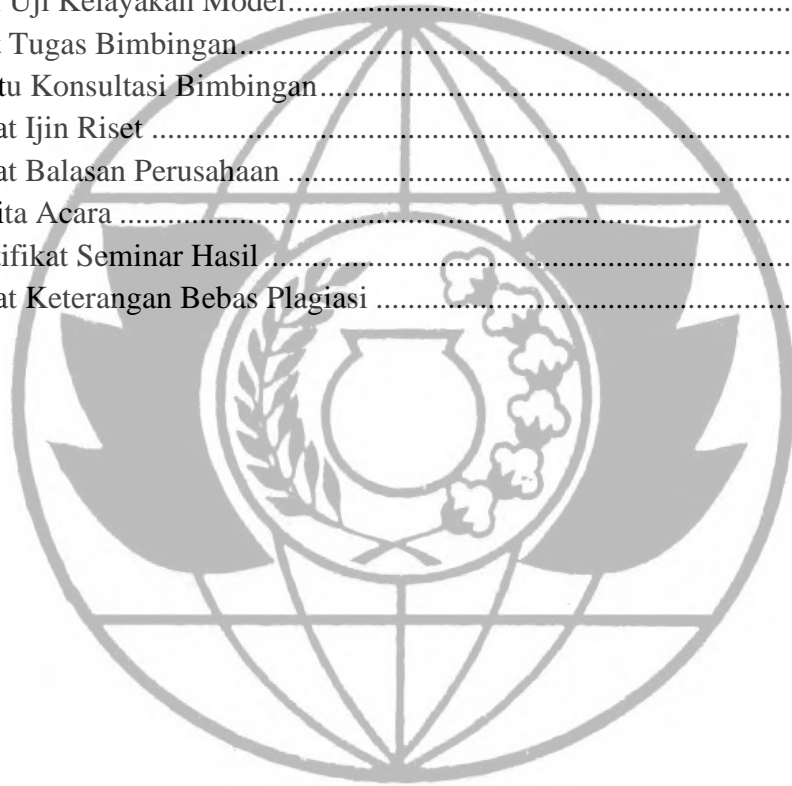 Uji Kelayakan Model................................................................
t Tugas Bimbingan......................................................................
tu Konsultasi Bimbingan............................................................
at Ijin Riset .................................................................................
at Balasan Perusahaan ................................................................
ita Acara .....................................................................................
tifikat Seminar Hasil ...................................................................
at Keterangan Bebas Plagiasi .....................................................